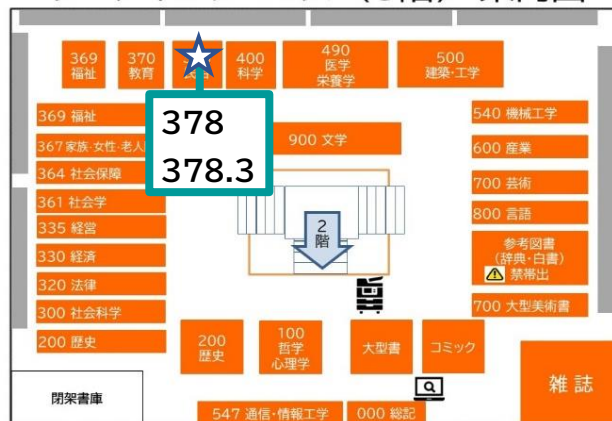 369
福祉
370
教育
400
科学
490
医学
栄養学
500
建築・工学
369 福祉
367 家族・女性・老人
364 社会保障
361 社会学
335 経営
330 経済
320 法律
300 社会科学
200 歴史
378
378.3
900 文学
2
階
540 機械工学
600 産業
700 芸術
800 言語
参考図書
(辞典・白書)
禁帯出
700 大型美術書
200
歴史
100
哲学
心理学
大型書
コミック
雑誌
閉架書庫
547 通信・情報工学
000 総記